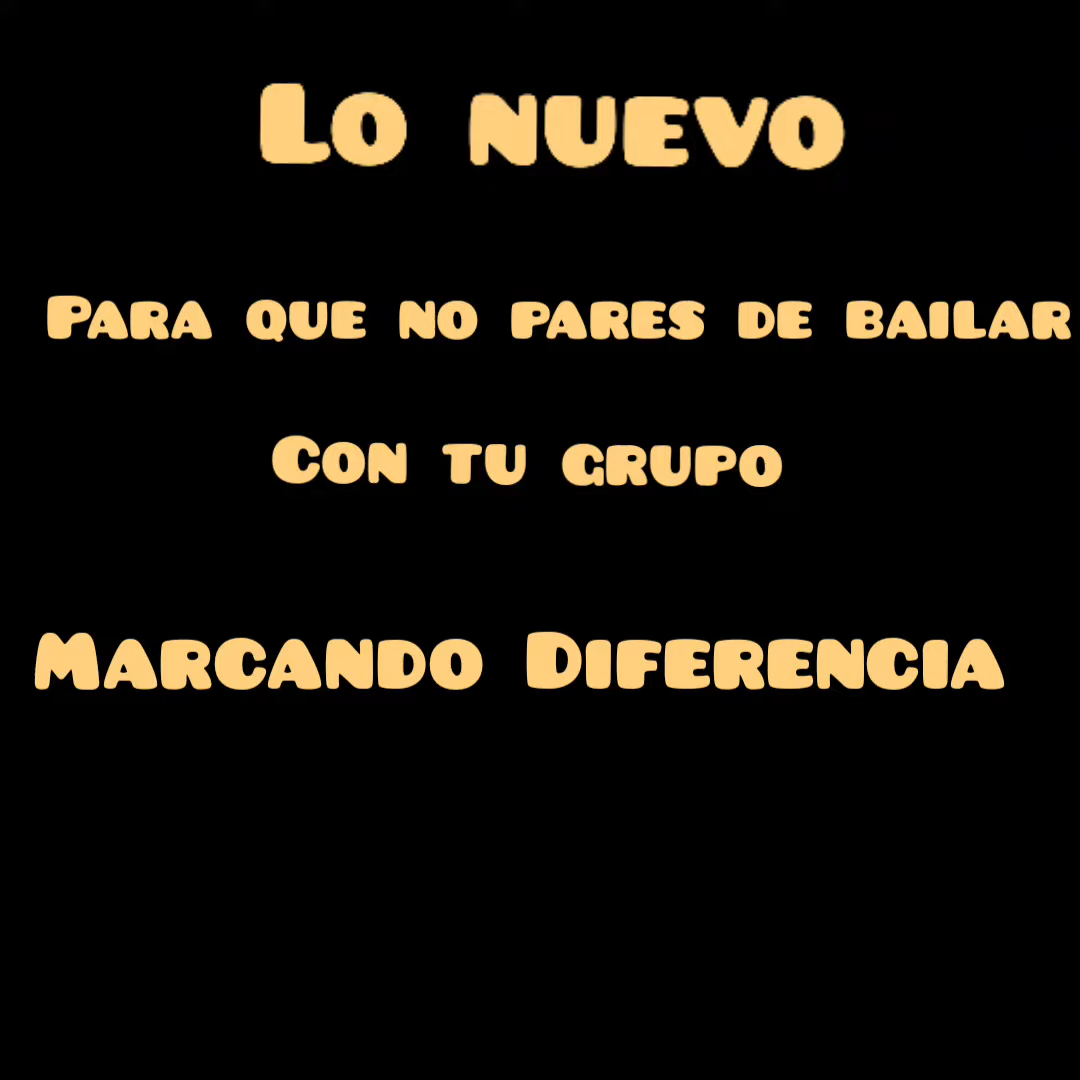 Lo nuevo
Para que no pares de bailar
Con tu grupo
Marcando Diferencia